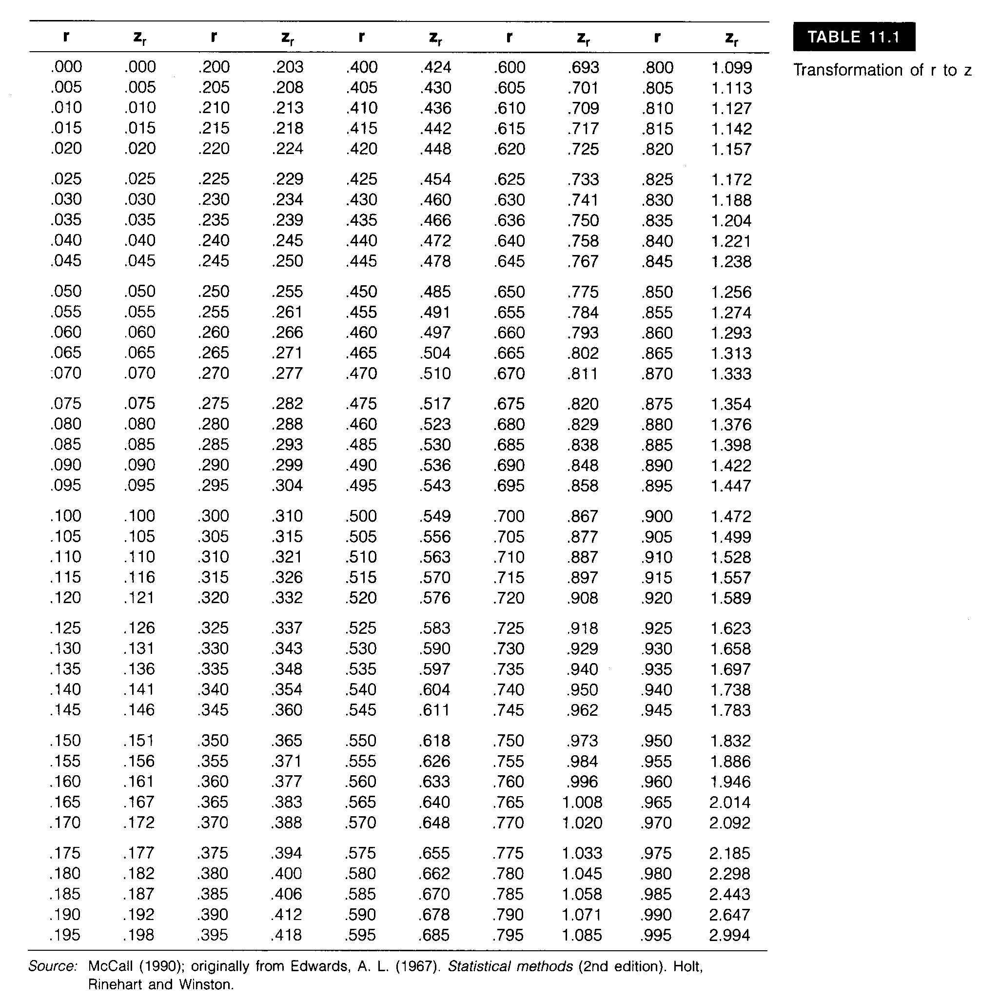 r zr r zr r zr r zr r zr
TABLE 11.1
Transformation of r to z
.000 .000 .200 .203 .400 .424 .600 .693 .800 1.099
.005 .005 .205 .208 .405 .430 .605 .701 .805 1.113
.010 .010 .210 .213 .410 .436 .610 .709 .810 1.127
.015 .015 .215 .218 .415 .442 .615 .717 .815 1.142
.020 .020 .220 .224 .420 .448 .620 .725 .820 1.157
.025 .025 .225 .229 .425 .454 .625 .733 .825 1.172
.030 .030 .230 .234 .430 .460 .630 .741 .830 1.188
.035 .035 .235 .239 .435 .466 .636 .750 .835 1.204
.040 .040 .240 .245 .440 .472 .640 .758 .840 1.221
.045 .045 .245 .250 .445 .478 .645 .767 .845 1.238
.050 .050 .250 .255 .450 .485 .650 .775 .850 1.256
.055 .055 .255 .261 .455 .491 .655 .784 .855 1.274
.060 .060 .260 .266 .460 .497 .660 .793 .860 1.293
.065 .065 .265 .271 .465 .504 .665 .802 .865 1.313
.070 .070 .270 .277 .470 .510 .670 .811 .870 1.333
.075 .075 .275 .282 .475 .517 .675 .820 .875 1.354
.080 .080 .280 .288 .460 .523 .680 .829 .880 1.376
.085 .085 .285 .293 .485 .530 .685 .838 .885 1.398
.090 .090 .290 .299 .490 .536 .690 .848 .890 1.422
.095 .095 .295 .304 .495 .543 .695 .858 .895 1.447
.100 .100 .300 .310 .500 .549 .700 .867 .900 1.472
.105 .105 .305 .315 .505 .556 .705 .877 .905 1.499
.110 .110 .310 .321 .510 .563 .710 .887 .910 1.528
.115 .116 .315 .326 .515 .570 .715 .897 .915 1.557
.120 .121 .320 .332 .520 .576 .720 .908 .920 1.589
.125 .126 .325 .337 .525 .583 .725 .918 .925 1.623
.130 .131 .330 .343 .530 .590 .730 .929 .930 1.658
.135 .136 .335 .348 .535 .597 .735 .940 .935 1.697
.140 .141 .340 .354 .540 .604 .740 .950 .940 1.738
.145 .146 .345 .360 .545 .611 .745 .962 .945 1.783
.150 .151 .350 .365 .550 .618 .750 .973 .950 1.832
.155 .156 .355 .371 .555 .626 .755 .984 .955 1.886
.160 .161 .360 .377 .560 .633 .760 .996 .960 1.946
.165 .167 .365 .383 .565 .640 .765 1.008 .965 2.014
.170 .172 .370 .388 .570 .648 .770 1.020 .970 2.092
.175 .177 .375 .394 .575 .655 .775 1.033 .975 2.185
.180 .182 .380 .400 .580 .662 .780 1.045 .980 2.298
.185 .187 .385 .406 .585 .670 .785 1.058 .985 2.443
.190 .192 .390 .412 .590 .678 .790 1.071 .990 2.647
.195 .198 .395 .418 .595 .685 .795 1.085 .995 2.994
Source: McCall (1990); originally from Edwards, A. L. (1967). Statistical methods (2nd edition). Holt,
Rinehart and Winston.